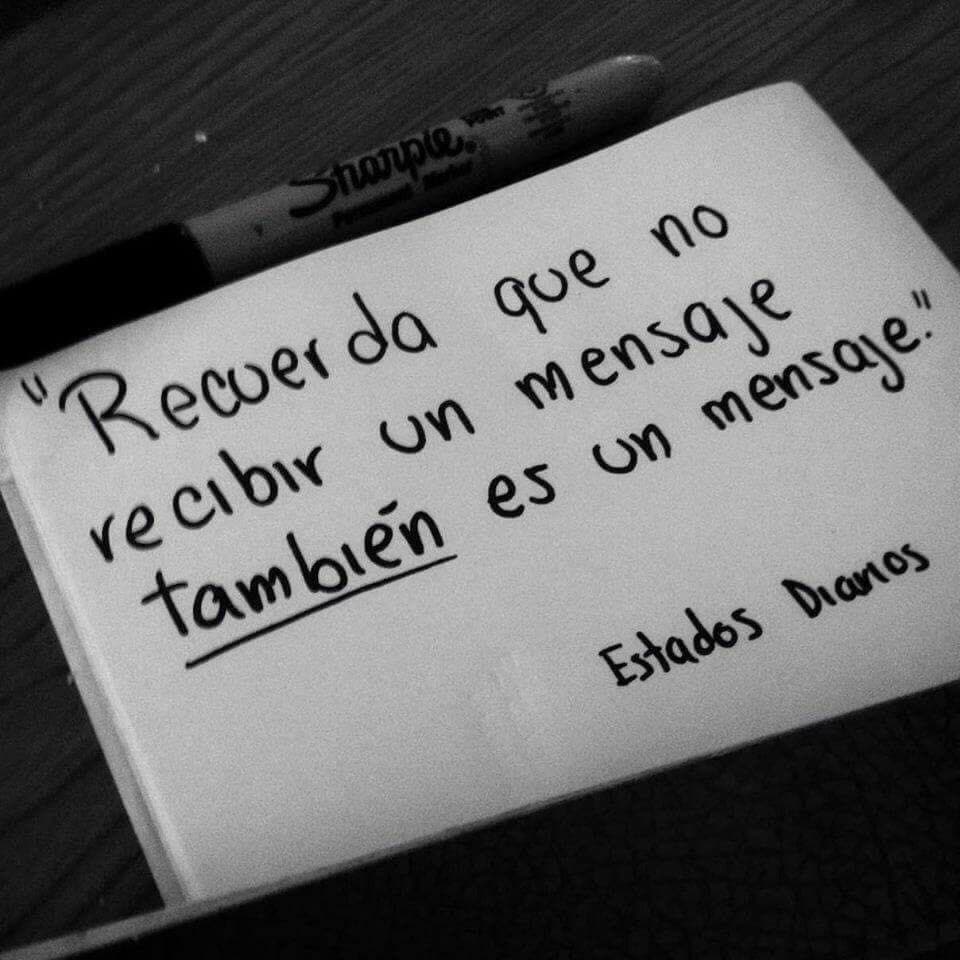 Sharpie.
Permanent Marker
"Recuerda que no
recibir un mensaje
también es un mensaje."
Estados Diarios